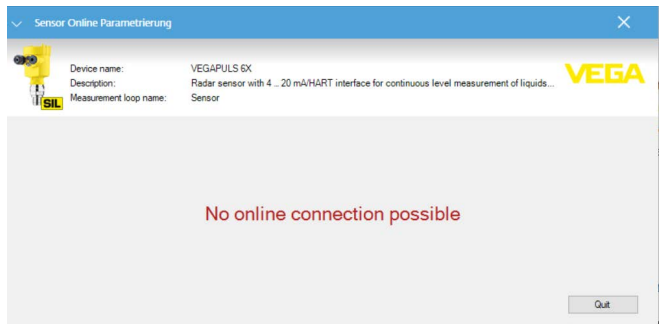 Sensor Online Parametrierung
Device name: VEGAPULS 6X
Description: Radar sensor with 4 ... 20 mA/HART interface for continuous level measurement of liquids...
Measurement loop name: Sensor
VEGA
SIL
No online connection possible
Quit